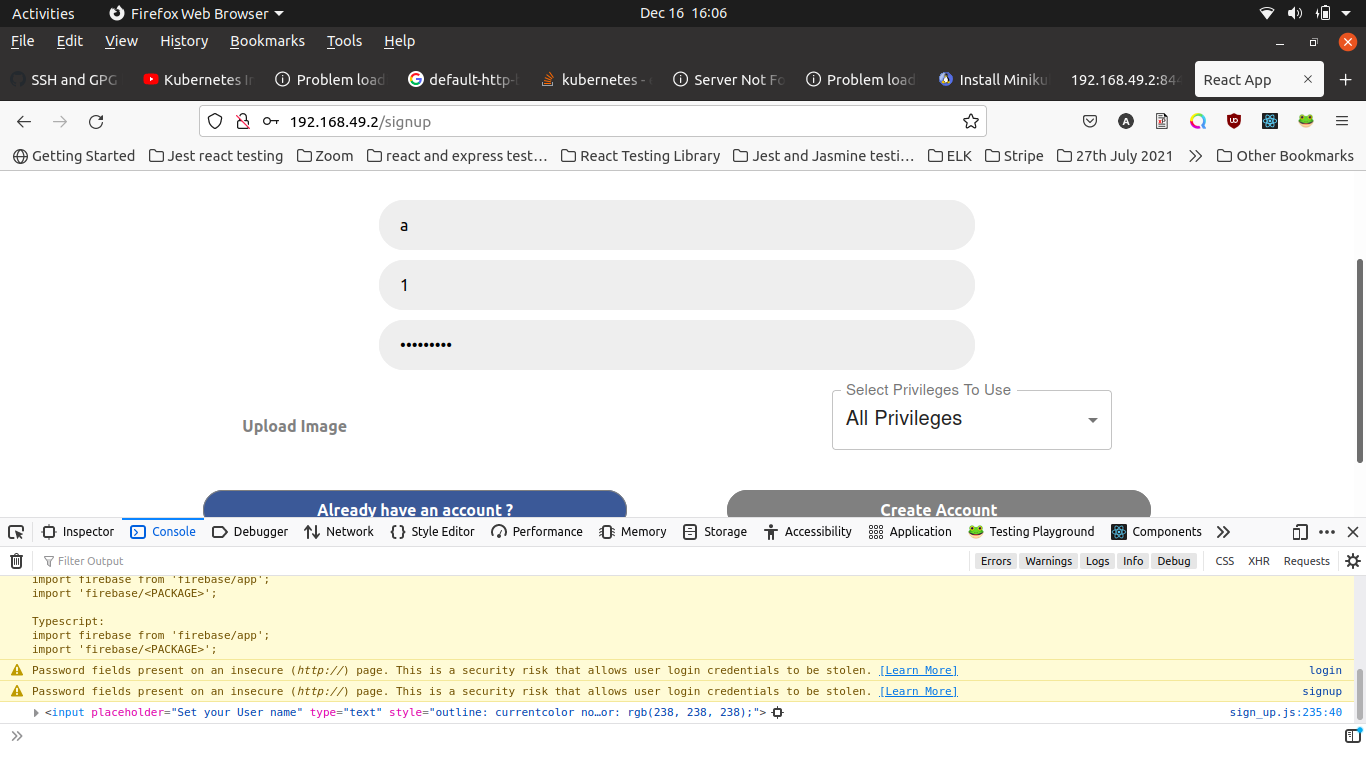 Activities Firefox Web Browser Dec 16 16:06
File Edit View History Bookmarks Tools Help
SSH and GPG Kubernetes Problem load default-http- kubernetes - Server Not Fo Problem load Install Miniku 192.168.49.2:844 React App
192.168.49.2/signup
Getting Started Jest react testing Zoom react and express test… React Testing Library Jest and Jasmine testi… ELK Stripe 27th July 2021 Other Bookmarks
a
1
•••••••••
Select Privileges To Use
All Privileges
Upload Image
Already have an account ? Create Account
Inspector Console Debugger Network Style Editor Performance Memory Storage Accessibility Application Testing Playground Components
Filter Output Errors Warnings Logs Info Debug CSS XHR Requests
import firebase from 'firebase/app';
import 'firebase/<PACKAGE>';
Typescript:
import firebase from 'firebase/app';
import 'firebase/<PACKAGE>';
Password fields present on an insecure (http://) page. This is a security risk that allows user login credentials to be stolen. [Learn More] login
Password fields present on an insecure (http://) page. This is a security risk that allows user login credentials to be stolen. [Learn More] signup
<input placeholder="Set your User name" type="text" style="outline: currentcolor no…or: rgb(238, 238, 238);"> sign_up.js:235:40